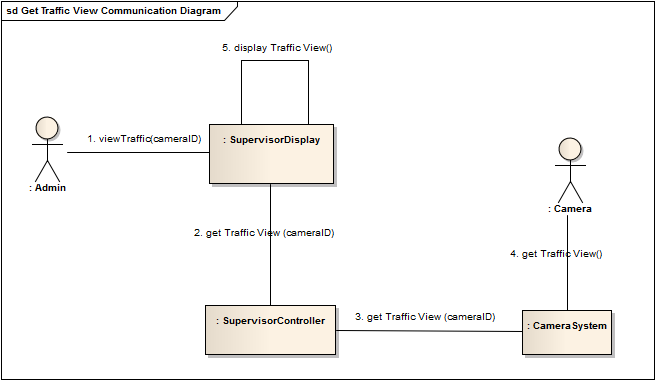 sd Get Traffic View Communication Diagram
5. display Traffic View()
1. viewTraffic(cameraID)
: SupervisorDisplay
: Admin
: Camera
2. get Traffic View (cameraID)
4. get Traffic View()
: SupervisorController
3. get Traffic View (cameraID)
: CameraSystem